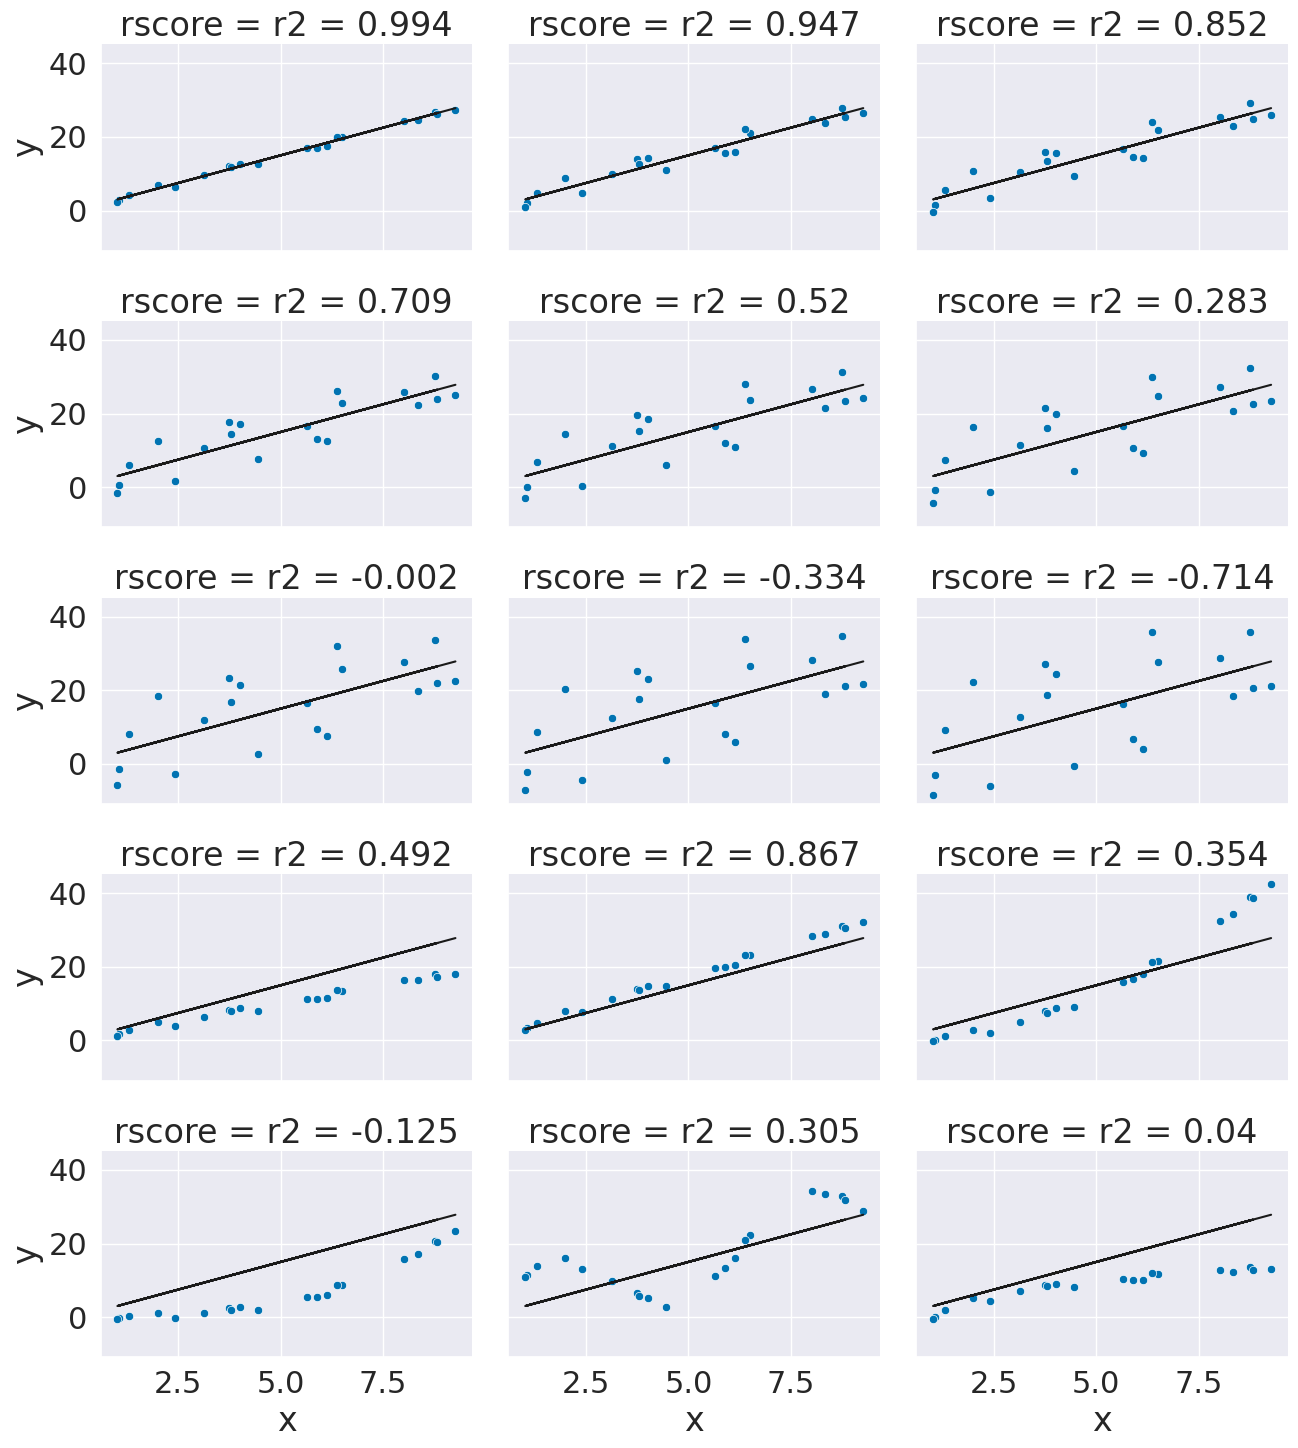 rscore = r2 = 0.994
rscore = r2 = 0.947
rscore = r2 = 0.852
40
20
0
y
rscore = r2 = 0.709
rscore = r2 = 0.52
rscore = r2 = 0.283
40
20
0
y
rscore = r2 = -0.002
rscore = r2 = -0.334
rscore = r2 = -0.714
40
20
0
y
rscore = r2 = 0.492
rscore = r2 = 0.867
rscore = r2 = 0.354
40
20
0
y
rscore = r2 = -0.125
rscore = r2 = 0.305
rscore = r2 = 0.04
40
20
0
y
2.5 5.0 7.5
2.5 5.0 7.5
2.5 5.0 7.5
x
x
x